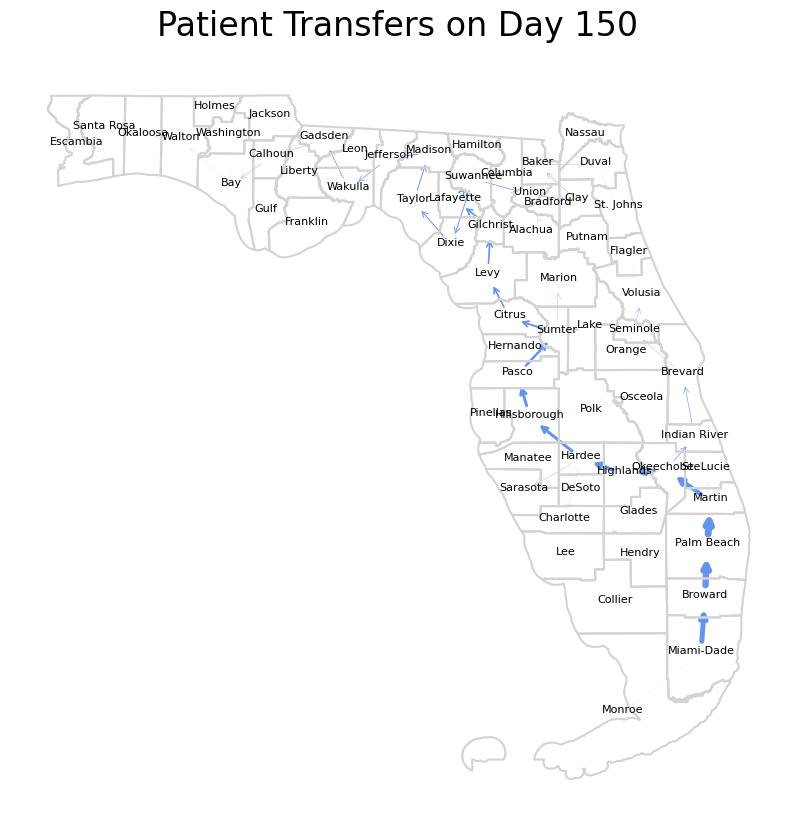 Patient Transfers on Day 150
Holmes
Jackson
Santa Rosa
Okaloosa
Walton
Washington
Escambia
Gadsden
Leon
Jefferson
Madison
Hamilton
Nassau
Calhoun
Liberty
Bay
Wakulla
Taylor
Suwannee
Columbia
Baker
Duval
Lafayette
Union
Bradford
Clay
St. Johns
Gulf
Franklin
Gilchrist
Alachua
Putnam
Dixie
Flagler
Levy
Marion
Volusia
Citrus
Sumter
Lake
Seminole
Hernando
Orange
Pasco
Brevard
Osceola
Pinellas
Hillsborough
Polk
Indian River
Manatee
Hardee
Highlands
Okeechobee
St. Lucie
Sarasota
DeSoto
Martin
Charlotte
Glades
Palm Beach
Lee
Hendry
Collier
Broward
Miami-Dade
Monroe